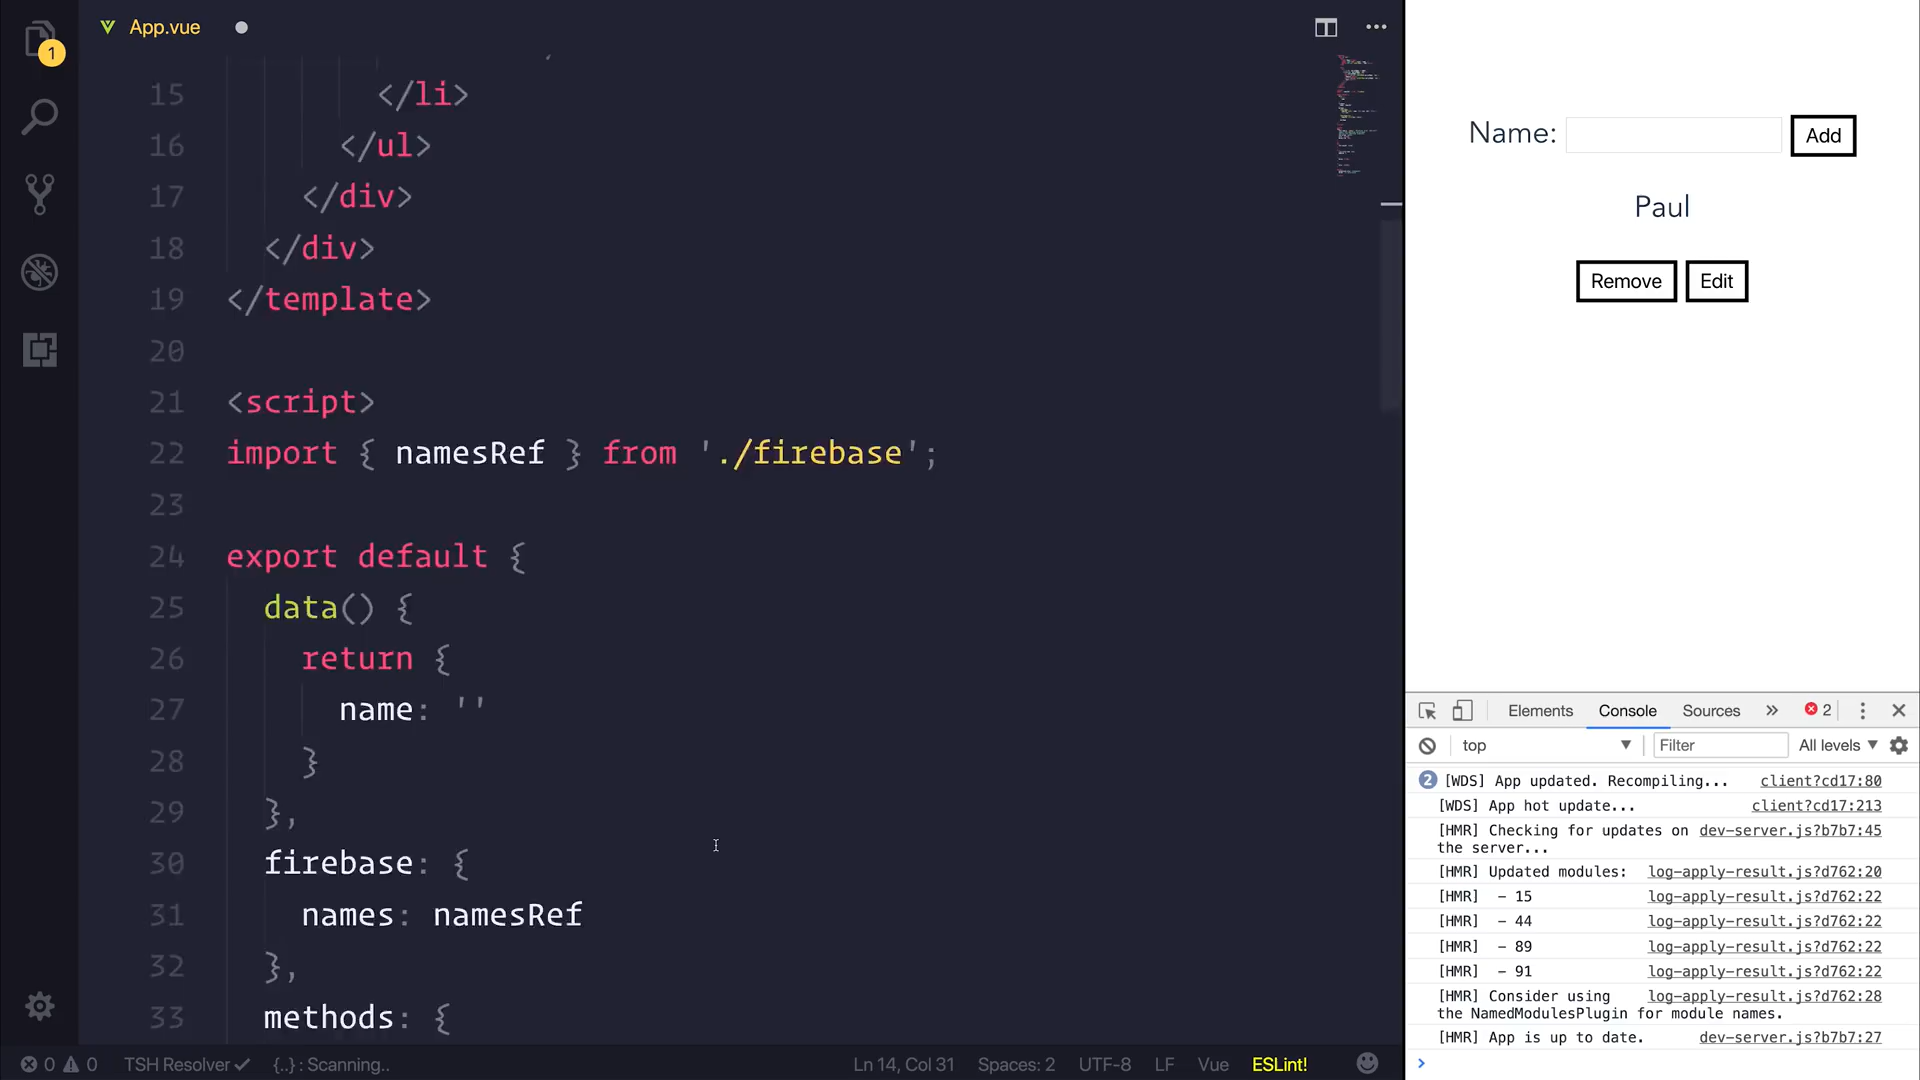 1
App.vue
15 </li>
16 </ul>
17 </div>
18 </div>
19 </template>
20
21 <script>
22 import { namesRef } from './firebase';
23
24 export default {
25 data() {
26 return {
27 name: ''
28 }
29 },
30 firebase: {
31 names: namesRef
32 },
33 methods: {
0 0 TSH Resolver {..} : Scanning.. Ln 14, Col 31 Spaces: 2 UTF-8 LF Vue ESLint!
Name: Add
Paul
Remove Edit
Elements Console Sources » 2
top Filter All levels
2 [WDS] App updated. Recompiling... client?cd17:80
[WDS] App hot update... client?cd17:213
[HMR] Checking for updates on dev-server.js?b7b7:45
the server...
[HMR] Updated modules: log-apply-result.js?d762:20
[HMR] - 15 log-apply-result.js?d762:22
[HMR] - 44 log-apply-result.js?d762:22
[HMR] - 89 log-apply-result.js?d762:22
[HMR] - 91 log-apply-result.js?d762:22
[HMR] Consider using log-apply-result.js?d762:28
the NamedModulesPlugin for module names.
[HMR] App is up to date. dev-server.js?b7b7:27